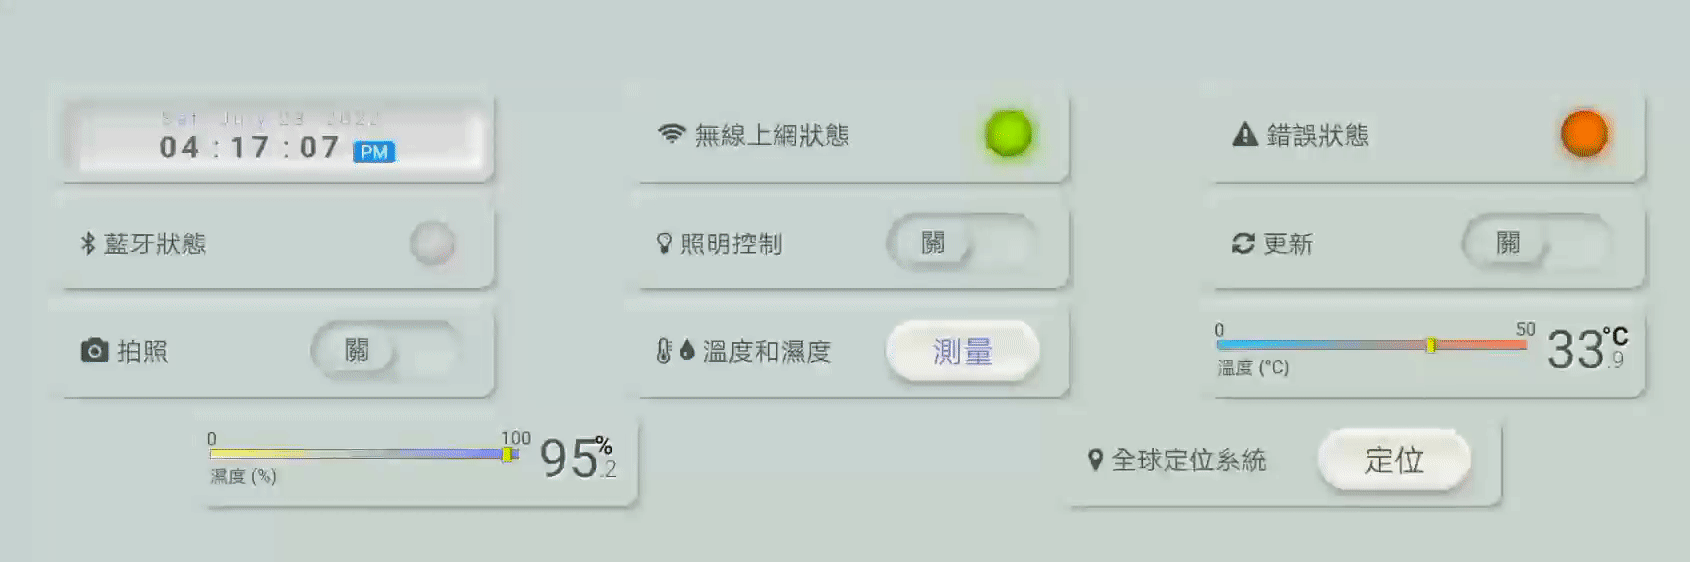 Sat July 23 2022
04 : 17 : 07 PM
無線上網狀態
錯誤狀態
藍牙狀態
照明控制
關
更新
關
拍照
關
溫度和濕度
測量
0
50
溫度 (°C)
33.9 °C
0
100
濕度 (%)
95.2 %
全球定位系統
定位